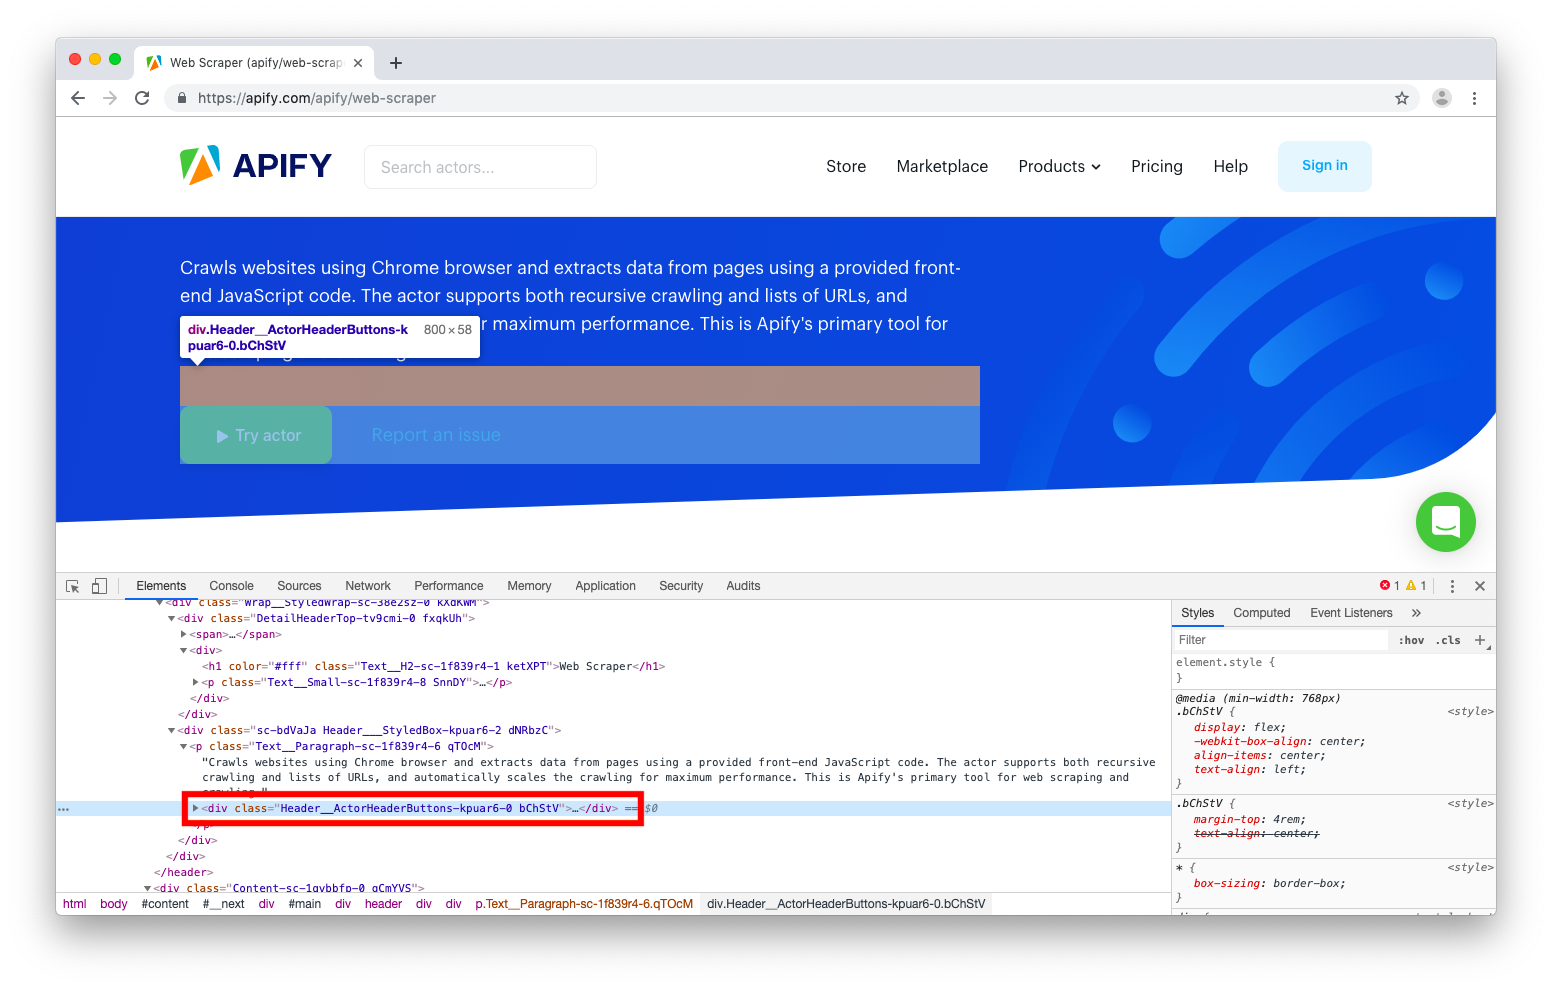 Web Scraper (apify/web-scrap
https://apify.com/apify/web-scraper
APIFY
Search actors...
Store Marketplace Products Pricing Help Sign in
Crawls websites using Chrome browser and extracts data from pages using a provided front-
end JavaScript code. The actor supports both recursive crawling and lists of URLs, and
r maximum performance. This is Apify's primary tool for
div.Header__ActorHeaderButtons-k 800 × 58
puar6-0.bChStV
Try actor Report an issue
Elements Console Sources Network Performance Memory Application Security Audits 1 1
<div class="Wrap__StyledWrap-sc-38e2sz-0 kXdKWM">
<div class="DetailHeaderTop-tv9cmi-0 fxqkUh">
<span>…</span>
<div>
<h1 color="#fff" class="Text__H2-sc-1f839r4-1 ketXPT">Web Scraper</h1>
<p class="Text__Small-sc-1f839r4-8 SnnDY">…</p>
</div>
</div>
<div class="sc-bdVaJa Header___StyledBox-kpuar6-2 dNRbzC">
<p class="Text__Paragraph-sc-1f839r4-6 qTOcM">
"Crawls websites using Chrome browser and extracts data from pages using a provided front-end JavaScript code. The actor supports both recursive
crawling and lists of URLs, and automatically scales the crawling for maximum performance. This is Apify's primary tool for web scraping and
… <div class="Header__ActorHeaderButtons-kpuar6-0 bChStV">…</div> == $0
</div>
</div>
</header>
<div class="Content-sc-1gybbfp-0 gCmYVS">
html body #content #__next div #main div header div div p.Text__Paragraph-sc-1f839r4-6.qTOcM div.Header__ActorHeaderButtons-kpuar6-0.bChStV
Styles Computed Event Listeners »
Filter :hov .cls +
element.style {
}
@media (min-width: 768px)
.bChStV { <style>
display: flex;
-webkit-box-align: center;
align-items: center;
text-align: left;
}
.bChStV { <style>
margin-top: 4rem;
text-align: center;
}
* { <style>
box-sizing: border-box;
}